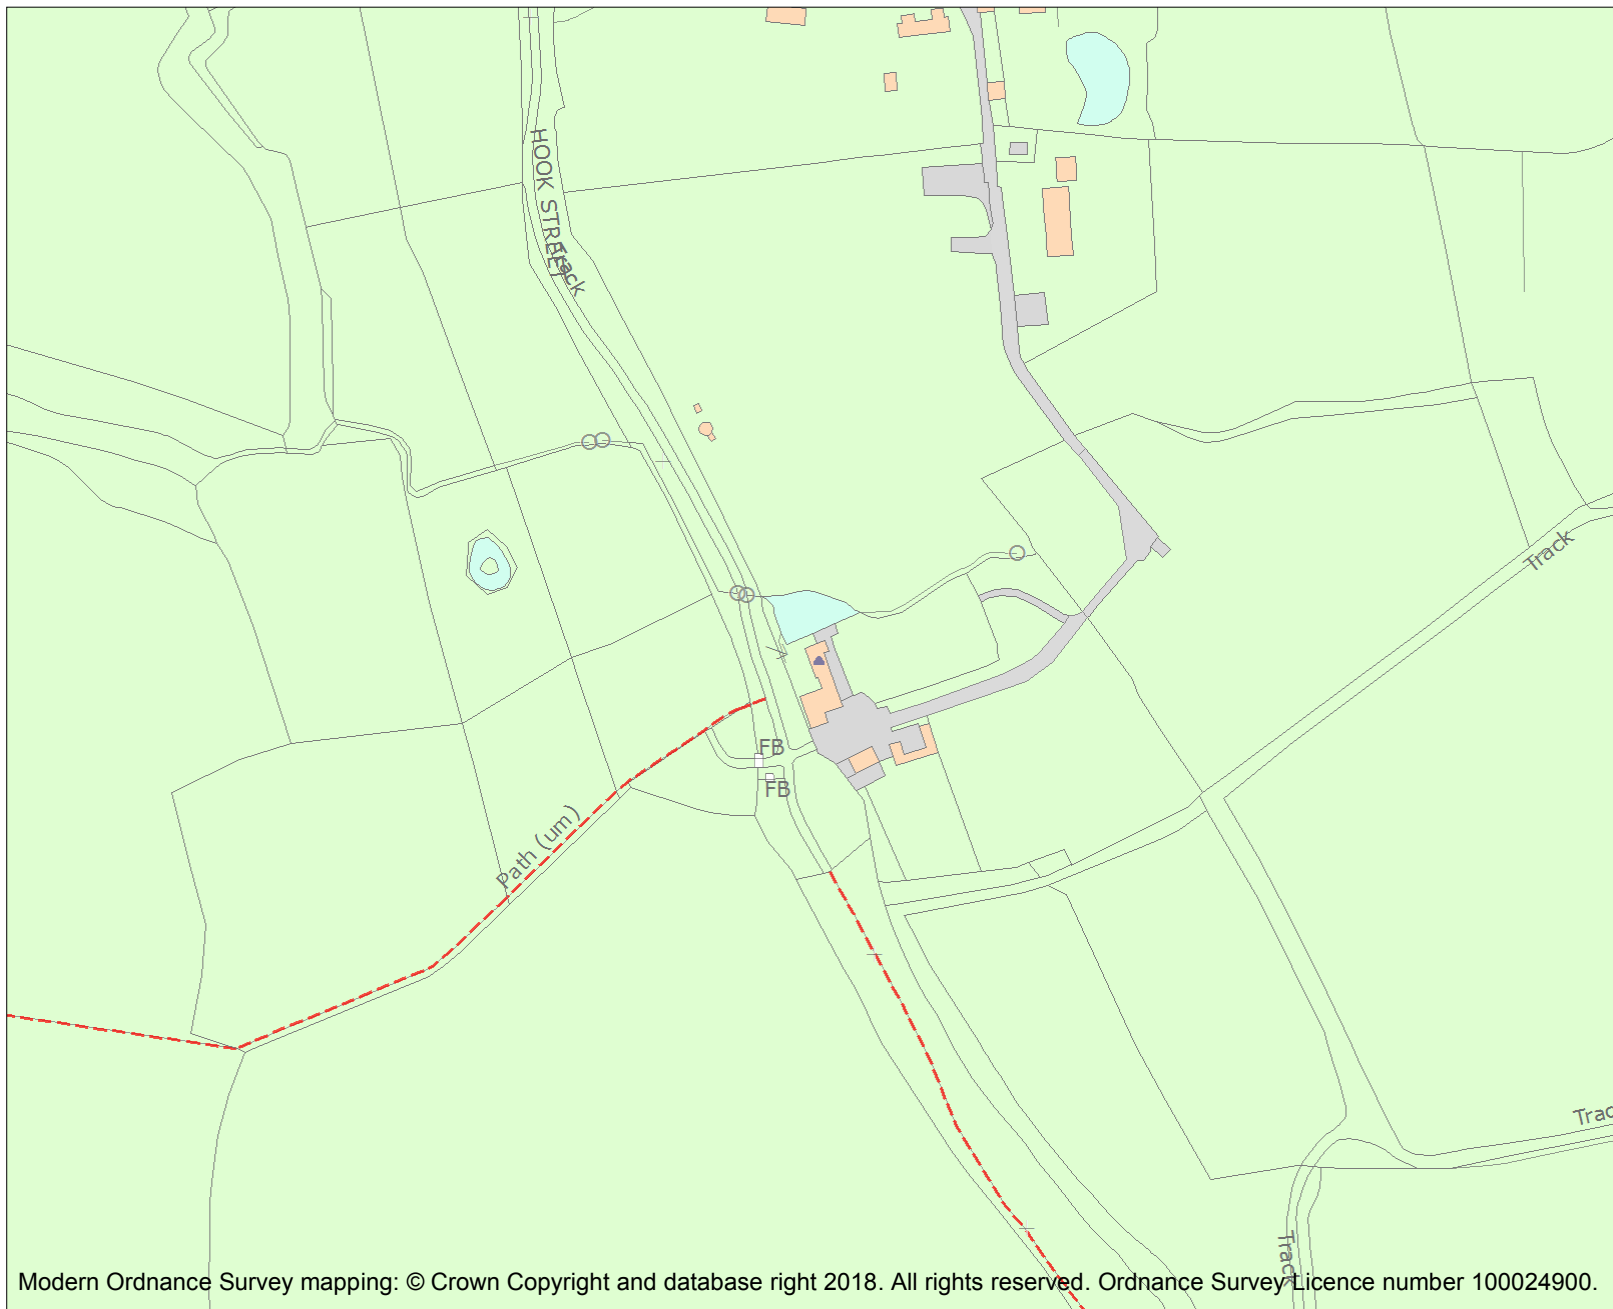 HOOK STREET
Track
Track
FB
FB
Path (um)
Trac
Track
Modern Ordnance Survey mapping: © Crown Copyright and database right 2018. All rights reserved. Ordnance Survey Licence number 100024900.